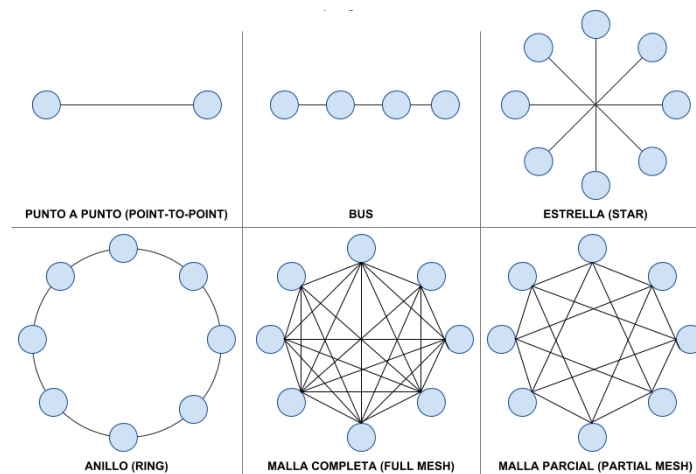 PUNTO A PUNTO (POINT-TO-POINT)
BUS
ESTRELLA (STAR)
ANILLO (RING)
MALLA COMPLETA (FULL MESH)
MALLA PARCIAL (PARTIAL MESH)